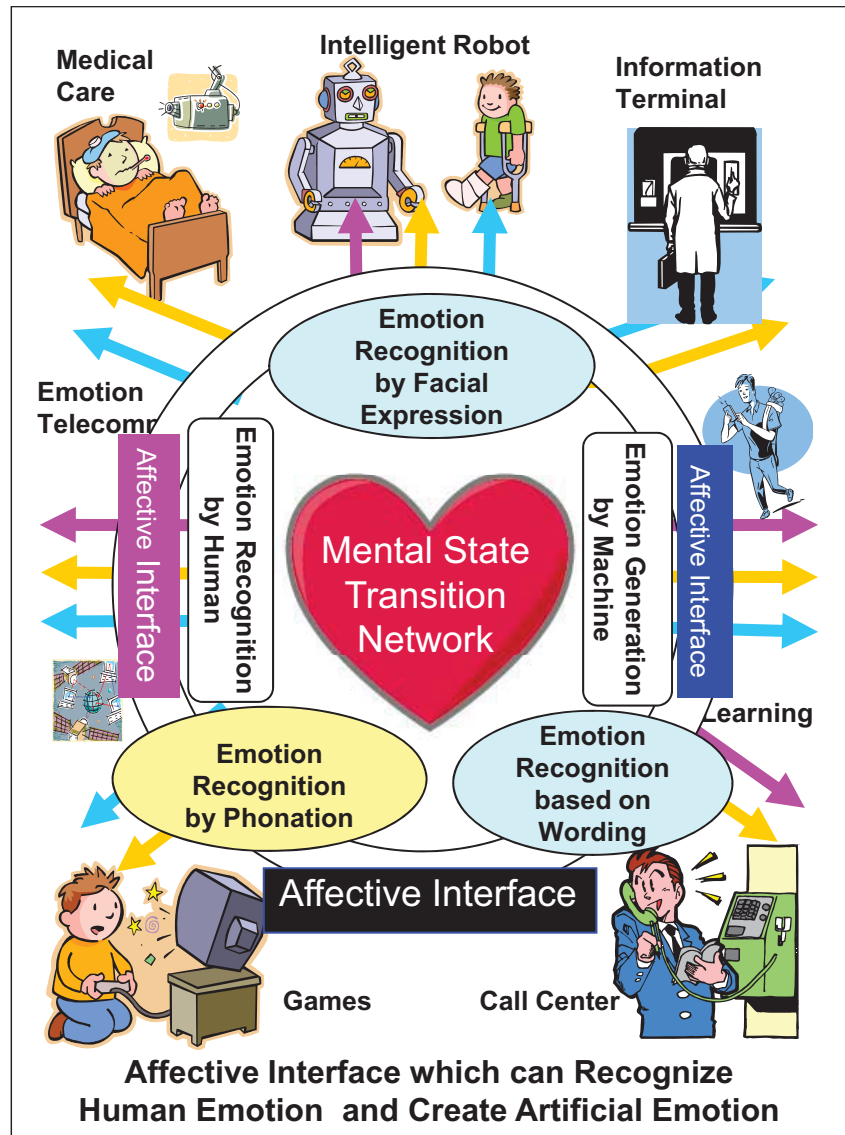 Medical
Care
Intelligent Robot
Information
Terminal
Emotion
Recognition
by Facial
Expression
Emotion
Telecomm
Affective Interface
Emotion Recognition
by Human
Mental State
Transition
Network
Emotion Generation
by Machine
Affective Interface
Learning
Emotion
Recognition
by Phonation
Emotion
Recognition
based on
Wording
Affective Interface
Games
Call Center
Affective Interface which can Recognize
Human Emotion and Create Artificial Emotion